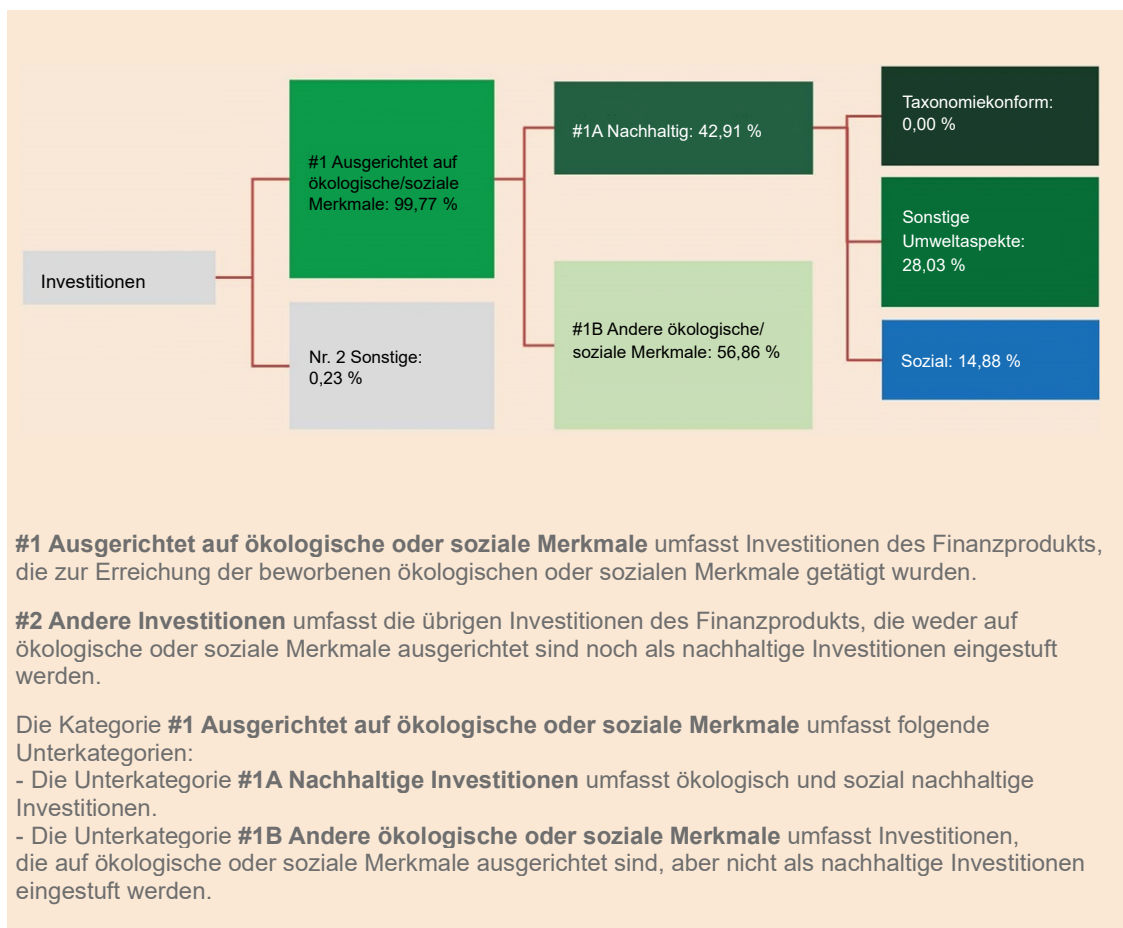 Investitionen
#1 Ausgerichtet auf
ökologische/soziale
Merkmale: 99,77 %
Nr. 2 Sonstige:
0,23 %
#1A Nachhaltig: 42,91 %
#1B Andere ökologische/
soziale Merkmale: 56,86 %
Taxonomiekonform:
0,00 %
Sonstige
Umweltaspekte:
28,03 %
Sozial: 14,88 %
#1 Ausgerichtet auf ökologische oder soziale Merkmale umfasst Investitionen des Finanzprodukts,
die zur Erreichung der beworbenen ökologischen oder sozialen Merkmale getätigt wurden.
#2 Andere Investitionen umfasst die übrigen Investitionen des Finanzprodukts, die weder auf
ökologische oder soziale Merkmale ausgerichtet sind noch als nachhaltige Investitionen eingestuft
werden.
Die Kategorie #1 Ausgerichtet auf ökologische oder soziale Merkmale umfasst folgende
Unterkategorien:
- Die Unterkategorie #1A Nachhaltige Investitionen umfasst ökologisch und sozial nachhaltige
Investitionen.
- Die Unterkategorie #1B Andere ökologische oder soziale Merkmale umfasst Investitionen,
die auf ökologische oder soziale Merkmale ausgerichtet sind, aber nicht als nachhaltige Investitionen
eingestuft werden.